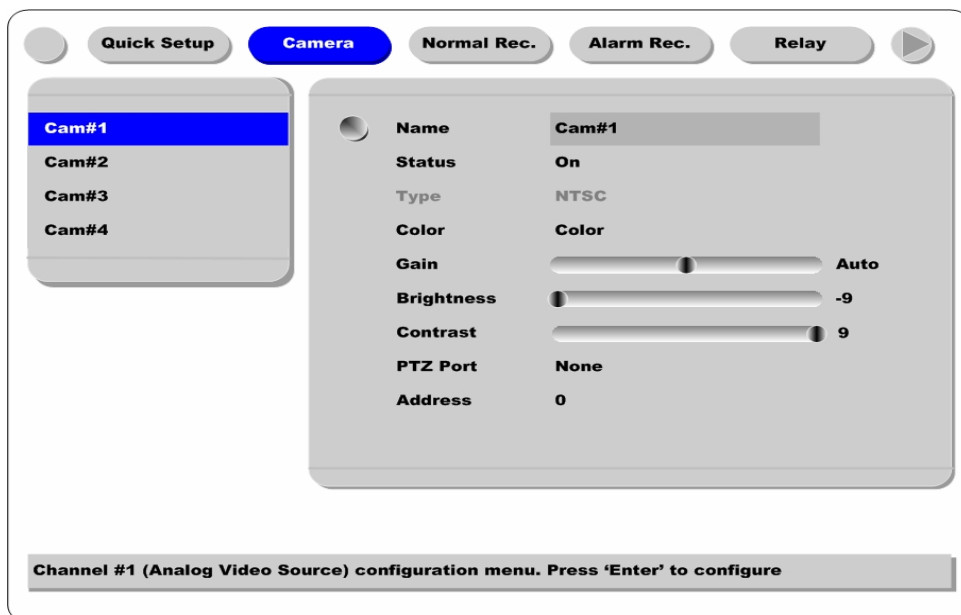 Quick Setup Camera Normal Rec. Alarm Rec. Relay
Cam#1
Cam#2
Cam#3
Cam#4
Name Cam#1
Status On
Type NTSC
Color Color
Gain Auto
Brightness -9
Contrast 9
PTZ Port None
Address 0
Channel #1 (Analog Video Source) configuration menu. Press ‘Enter’ to configure